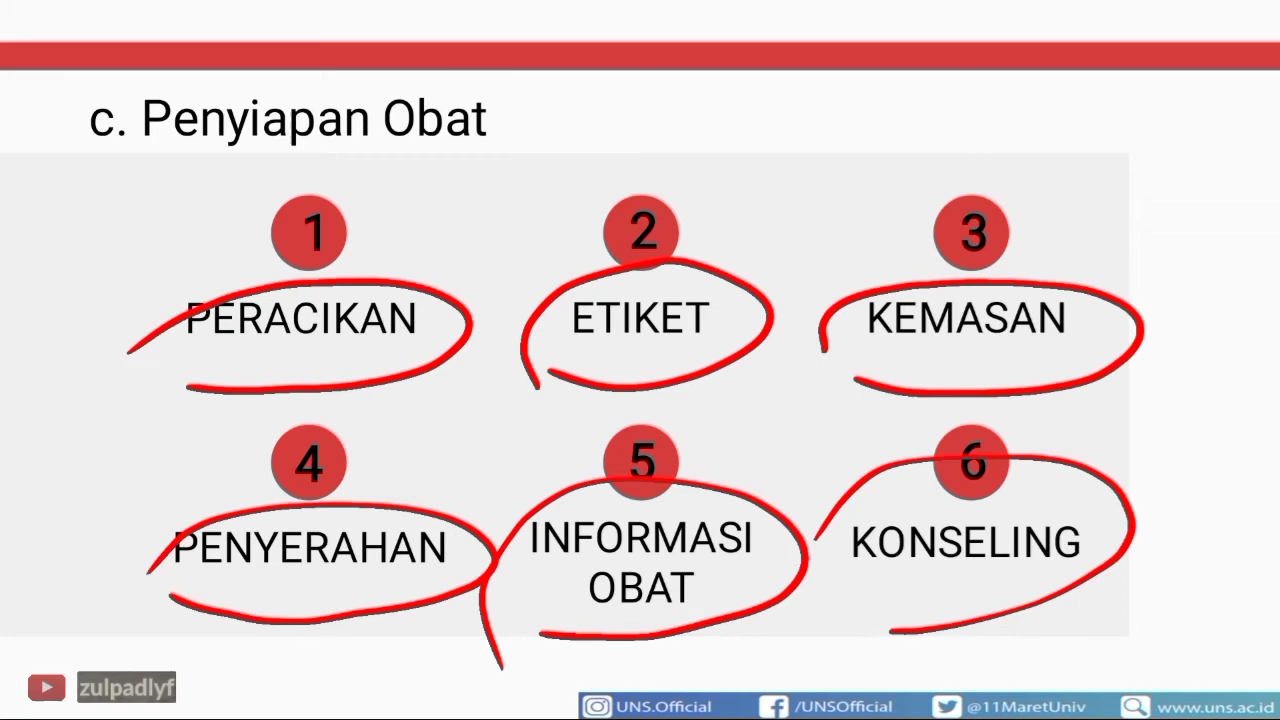 c. Penyiapan Obat
1
PERACIKAN
2
ETIKET
3
KEMASAN
4
PENYERAHAN
5
INFORMASI
OBAT
6
KONSELING
zulpadlyf
UNS.Official
/UNSOfficial
@11MaretUniv
www.uns.ac.id